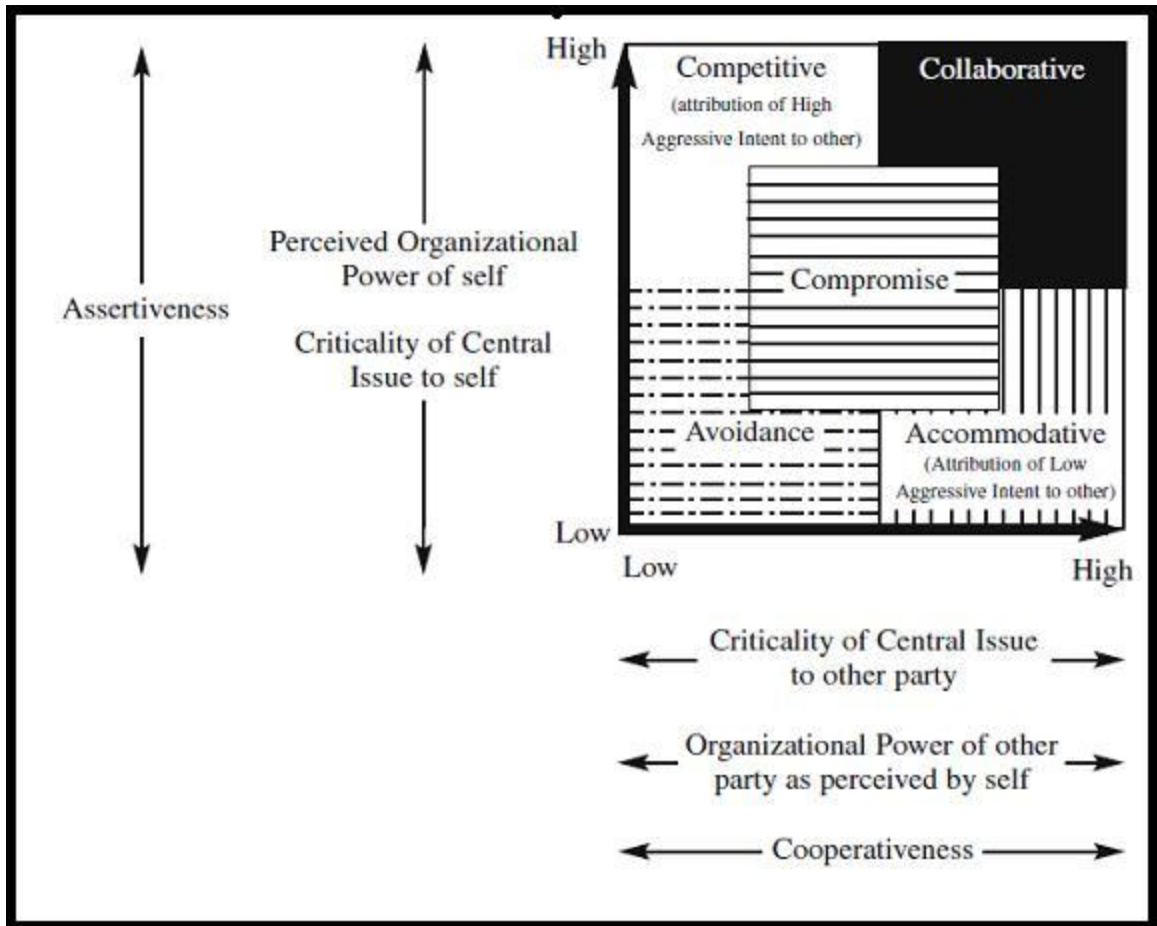 High
Competitive
(attribution of High
Aggressive Intent to other)
Collaborative
Perceived Organizational
Power of self
Assertiveness
Criticality of Central
Issue to self
Compromise
Avoidance
Accommodative
(Attribution of Low
Aggressive Intent to other)
Low
Low
High
Criticality of Central Issue
to other party
Organizational Power of other
party as perceived by self
Cooperativeness